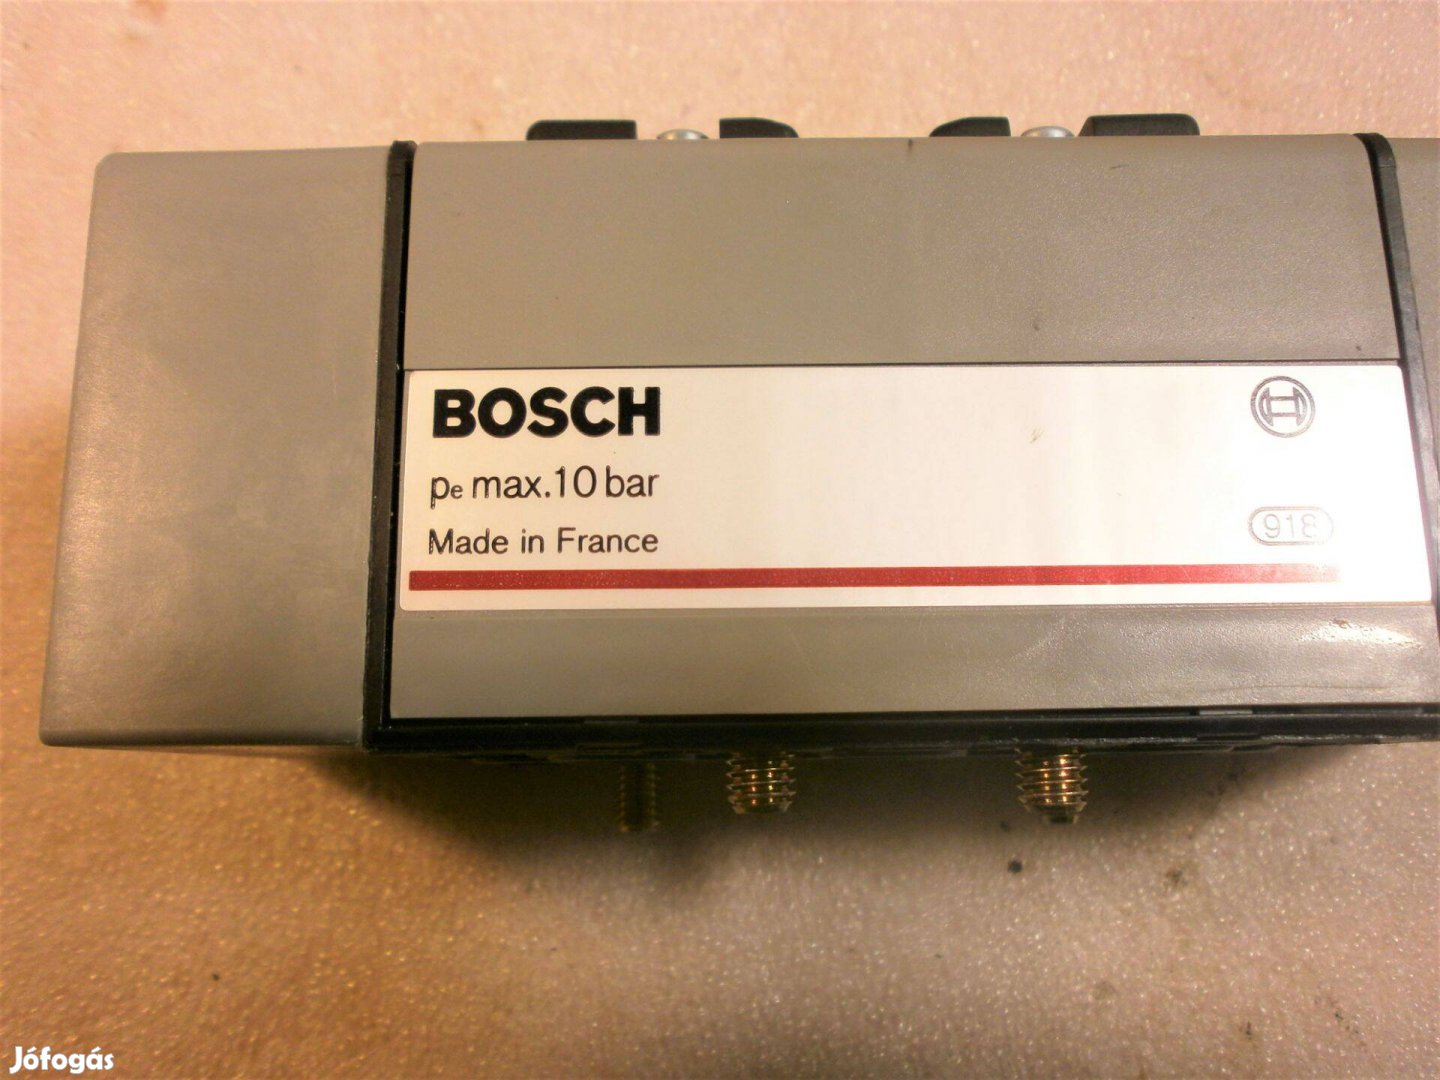 BOSCH
pe max.10 bar
Made in France
918
Jófogás